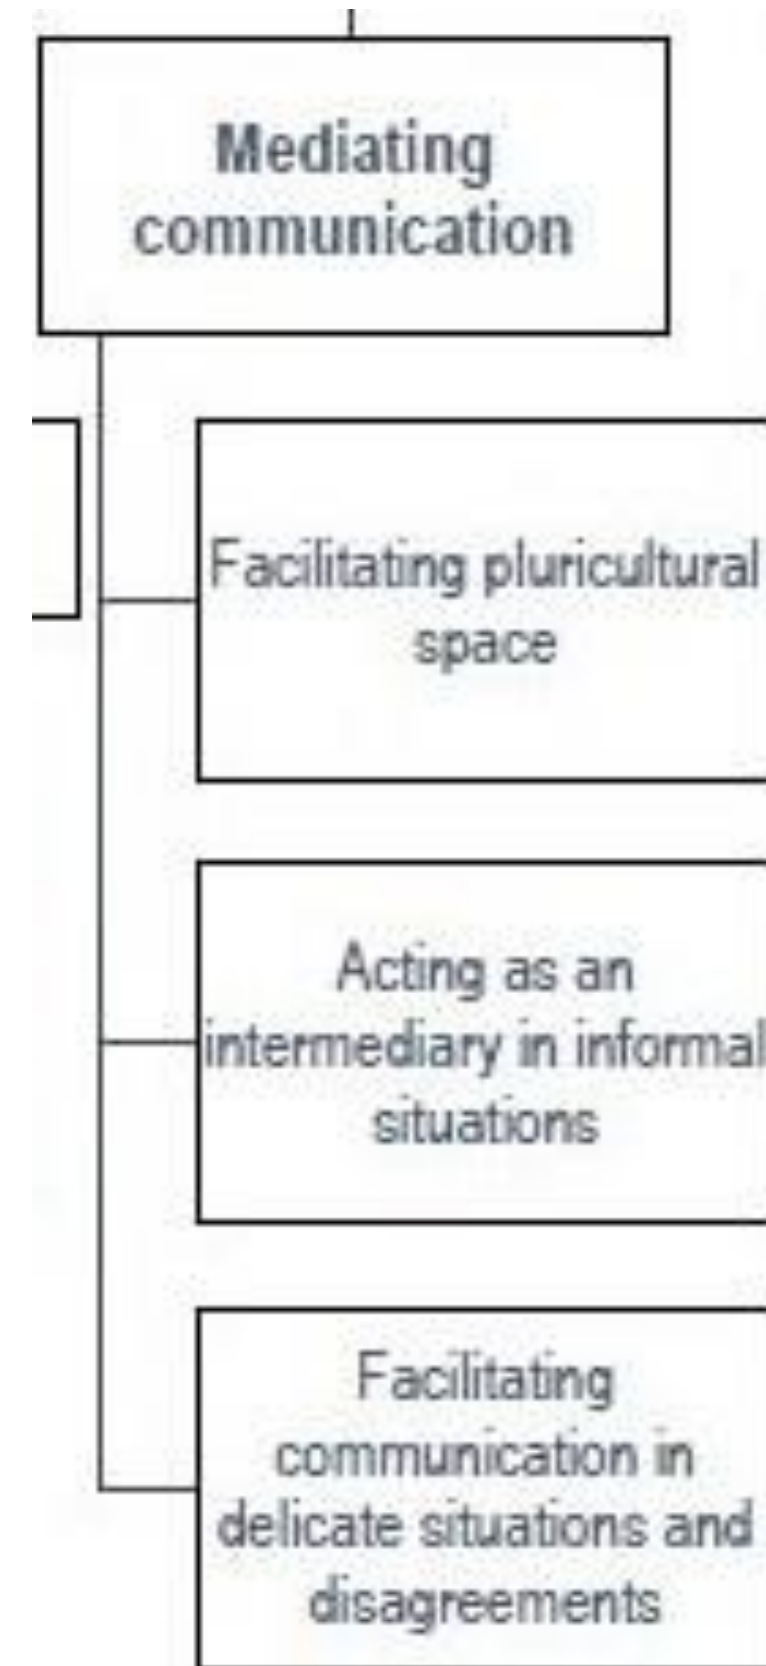 Mediating
communication
Facilitating pluricultural
space
Acting as an
intermediary in informal
situations
Facilitating
communication in
delicate situations and
disagreements